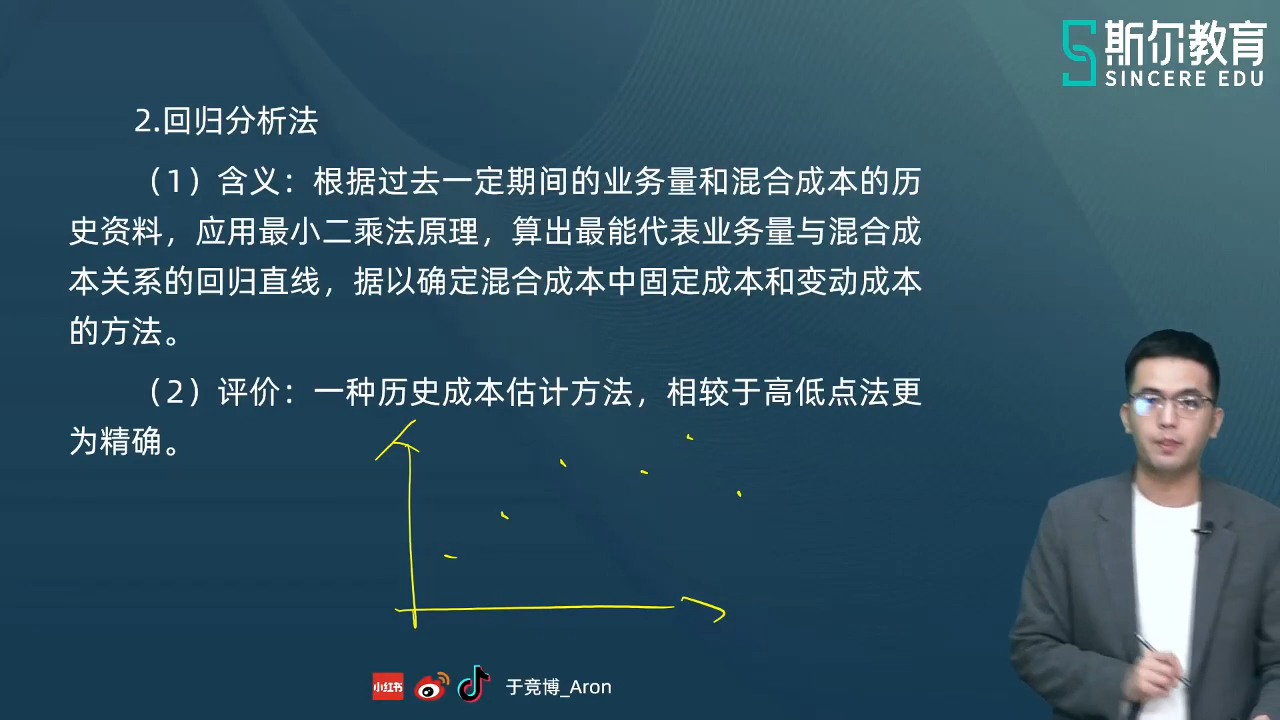 斯尔教育
SINCERE EDU
2.回归分析法
（1）含义：根据过去一定期间的业务量和混合成本的历
史资料，应用最小二乘法原理，算出最能代表业务量与混合成
本关系的回归直线，据以确定混合成本中固定成本和变动成本
的方法。
（2）评价：一种历史成本估计方法，相较于高低点法更
为精确。
小红书
于竞博_Aron